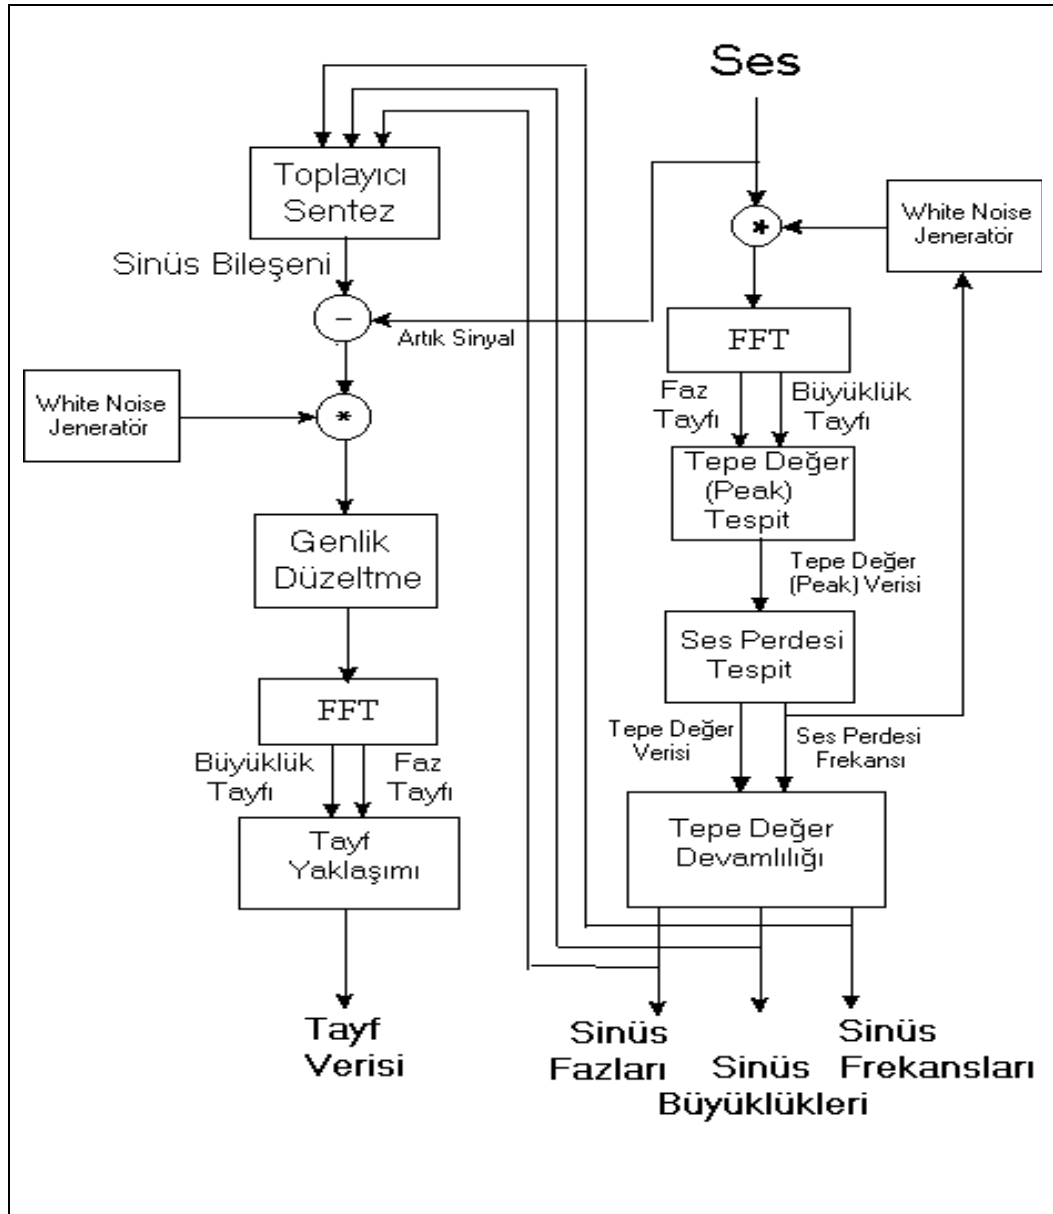 Ses
Toplayıcı
Sentez
Sinüs Bileşeni
–
Artık Sinyal
*
White Noise
Jeneratör
FFT
Faz
Tayfı
Büyüklük
Tayfı
White Noise
Jeneratör
*
Tepe Değer
(Peak)
Tespit
Genlik
Düzeltme
Tepe Değer
(Peak) Verisi
Ses Perdesi
Tespit
FFT
Tepe Değer
Verisi
Ses Perdesi
Frekansı
Büyüklük
Tayfı
Faz
Tayfı
Tayf
Yaklaşımı
Tepe Değer
Devamlılığı
Tayf
Verisi
Sinüs
Fazları
Sinüs
Büyüklükleri
Sinüs
Frekansları